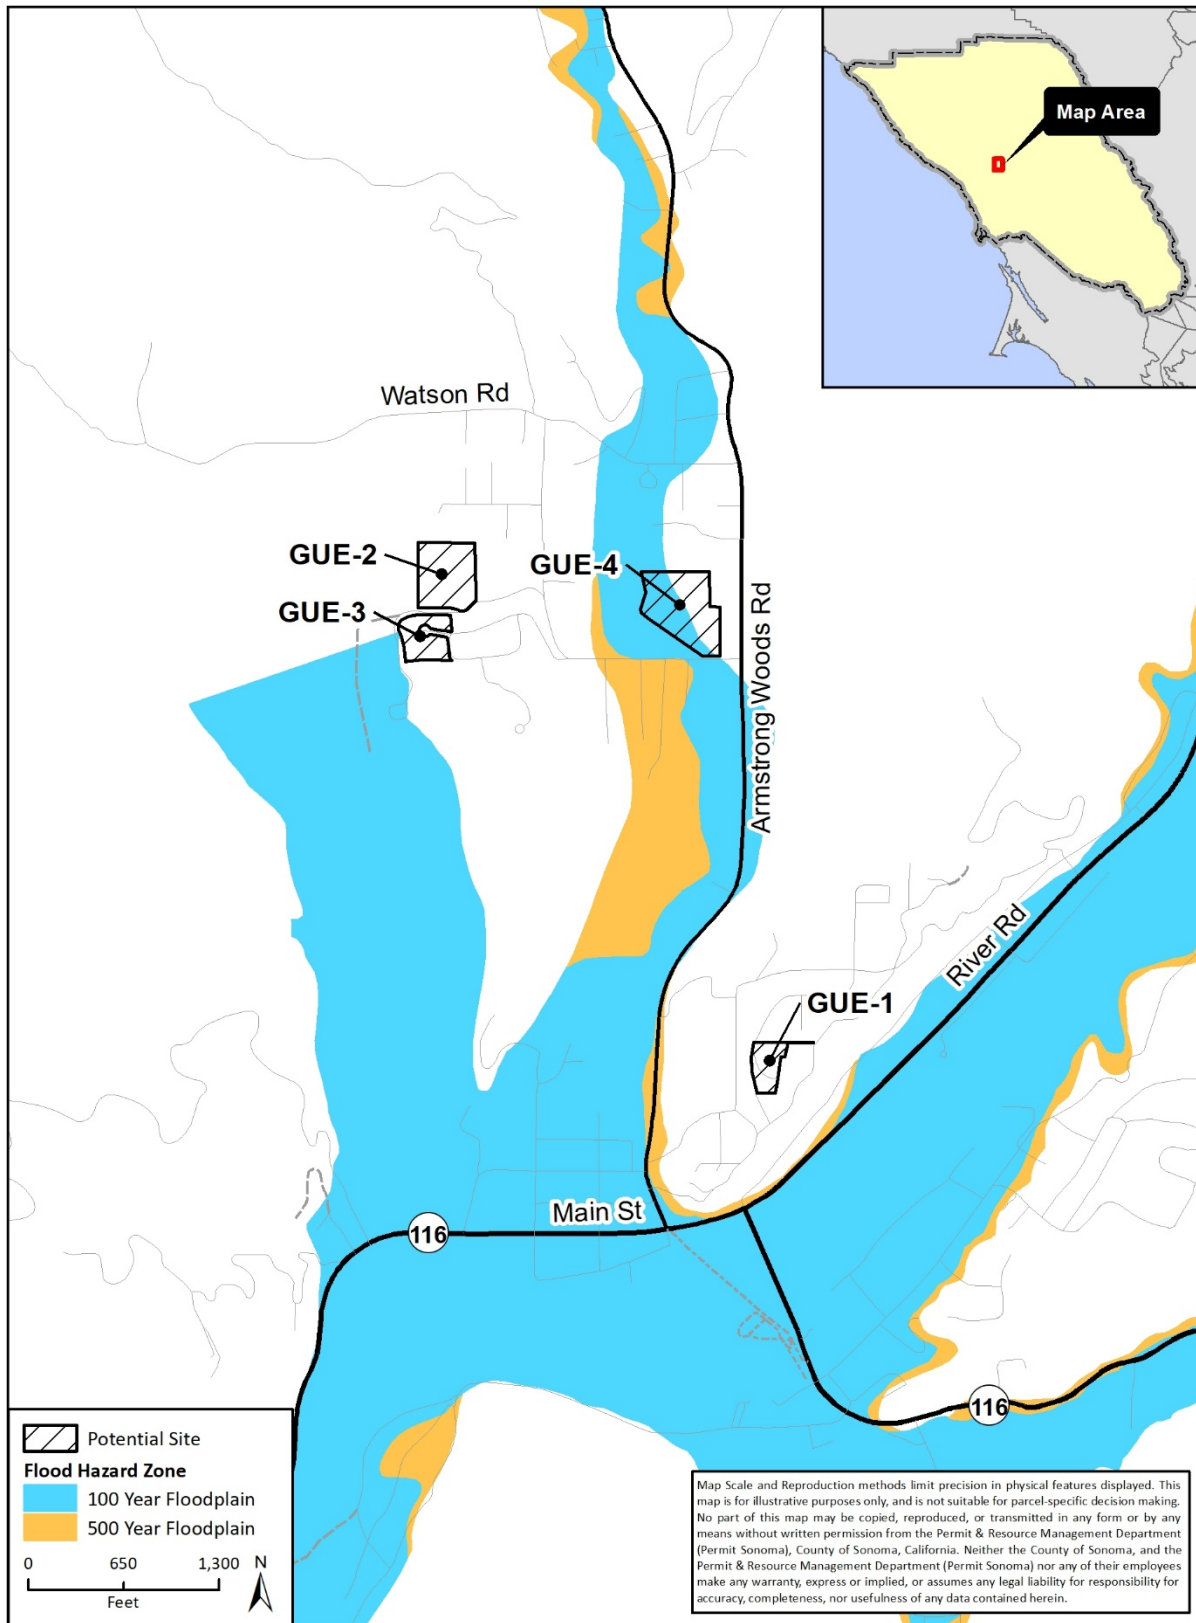 Map Area
Watson Rd
GUE-2
GUE-4
GUE-3
Armstrong Woods Rd
River Rd
GUE-1
Main St
116
116
Potential Site
Flood Hazard Zone
100 Year Floodplain
500 Year Floodplain
0 650 1,300 N
Feet
Map Scale and Reproduction methods limit precision in physical features displayed. This
map is for illustrative purposes only, and is not suitable for parcel-specific decision making.
No part of this map may be copied, reproduced, or transmitted in any form or by any
means without written permission from the Permit & Resource Management Department
(Permit Sonoma), County of Sonoma, California. Neither the County of Sonoma, and the
Permit & Resource Management Department (Permit Sonoma) nor any of their employees
make any warranty, express or implied, or assumes any legal liability for responsibility for
accuracy, completeness, nor usefulness of any data contained herein.